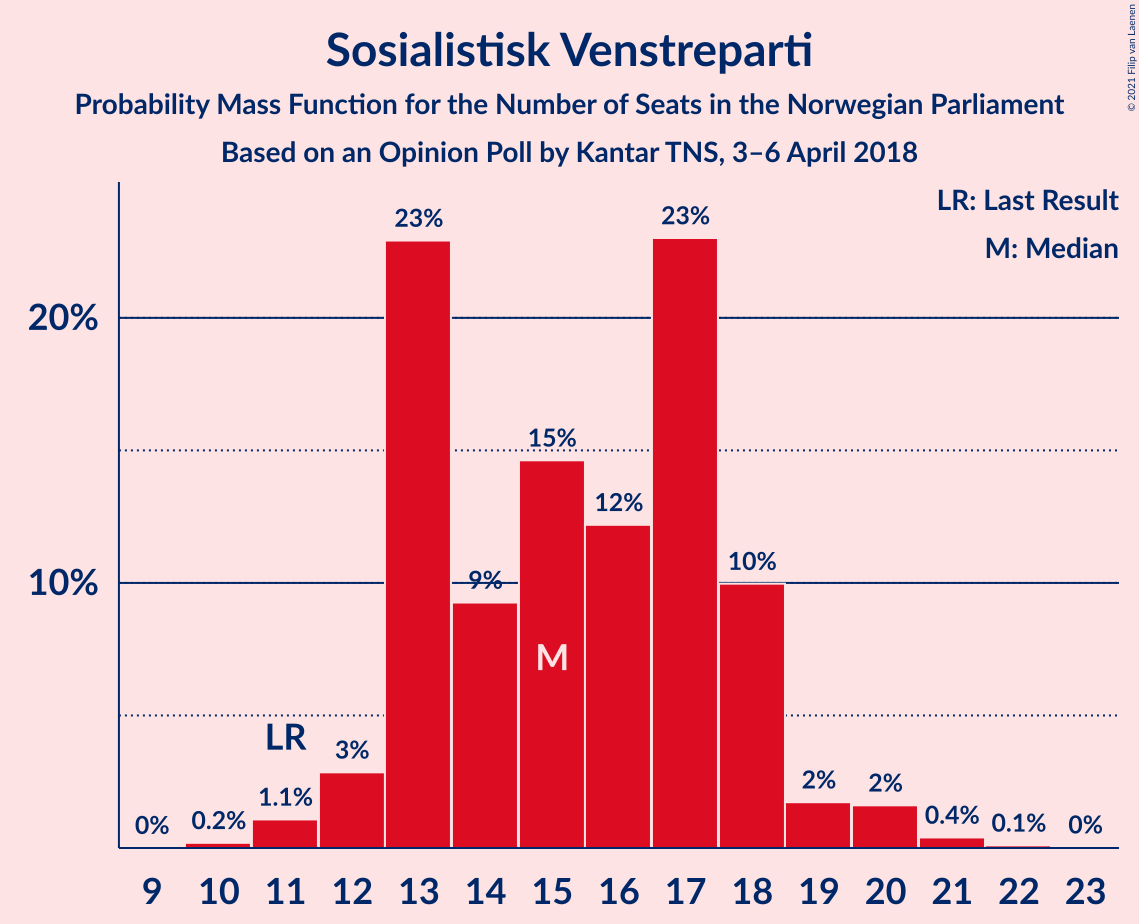 Sosialistisk Venstreparti
Probability Mass Function for the Number of Seats in the Norwegian Parliament
Based on an Opinion Poll by Kantar TNS, 3–6 April 2018
© 2021 Filip van Laenen
LR: Last Result
M: Median
20%
10%
0%
0.2%
1.1%
3%
23%
9%
15%
12%
23%
10%
2%
2%
0.4%
0.1%
0%
LR
M
9 10 11 12 13 14 15 16 17 18 19 20 21 22 23